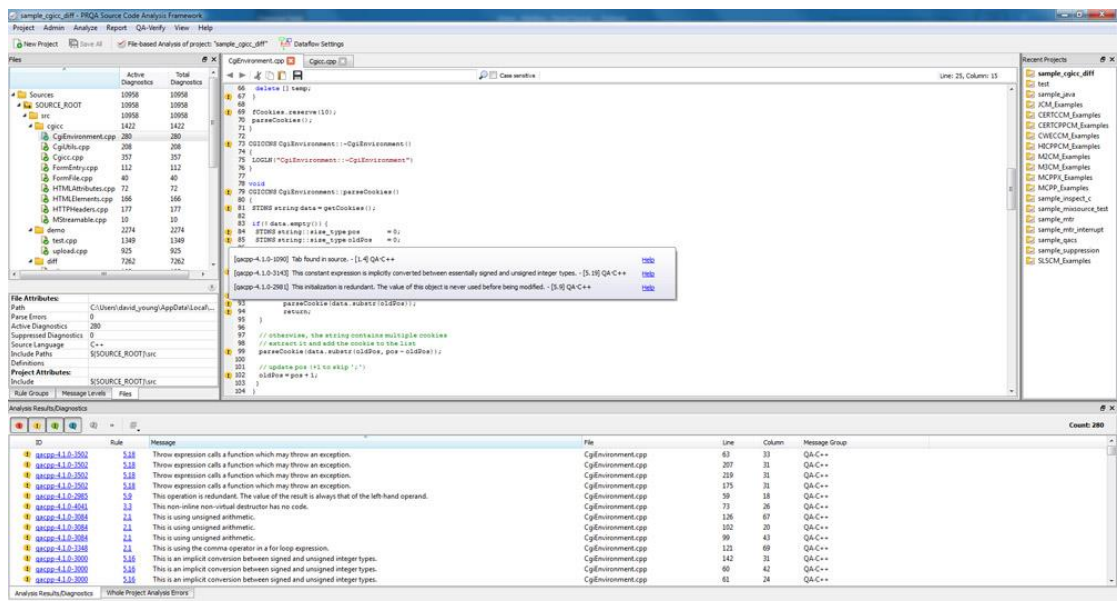 sample_cgicc_diff - PRQA Source Code Analysis Framework
Project Admin Analyze Report QA-Verify View Help
New Project Save All File-based Analysis of project: "sample_cgicc_diff" Dataflow Settings
Files
Active Diagnostics Total Diagnostics
Sources 10958 10958
SOURCE_ROOT 10958 10958
src 10958 10958
cgicc 1422 1422
CgiEnvironment.cpp 280 280
CgiUtils.cpp 208 208
Cgicc.cpp 357 357
FormEntry.cpp 112 112
FormFile.cpp 40 40
HTMLAttributes.cpp 72 72
HTMLElements.cpp 166 166
HTTPHeaders.cpp 177 177
MStreamable.cpp 10 10
demo 2274 2274
test.cpp 1349 1349
upload.cpp 925 925
diff 7262 7262
File Attributes:
Path C:\Users\david_young\AppData\Local\...
Parse Errors 0
Active Diagnostics 280
Suppressed Diagnostics 0
Source Language C++
Include Paths ${SOURCE_ROOT}\src
Definitions
Project Attributes:
Include ${SOURCE_ROOT}\src
Rule Groups Message Levels Files
CgiEnvironment.cpp Cgicc.cpp
Case sensitive Line: 25, Column: 15
66 delete [] temp;
67 }
68
69 fCookies.reserve(10);
70 parseCookies();
71 }
72
73 CGICCNS CgiEnvironment::~CgiEnvironment()
74 {
75 LOGLN("CgiEnvironment::~CgiEnvironment")
76 }
77
78 void
79 CGICCNS CgiEnvironment::parseCookies()
80 {
81 STDNS string data = getCookies();
82
83 if(! data.empty()) {
84 STDNS string::size_type pos = 0;
85 STDNS string::size_type oldPos = 0;
[qacpp-4.1.0-1090] Tab found in source. - [1.4] QA-C++ Help
[qacpp-4.1.0-3143] This constant expression is implicitly converted between essentially signed and unsigned integer types. - [5.19] QA-C++ Help
[qacpp-4.1.0-2981] This initialization is redundant. The value of this object is never used before being modified. - [5.9] QA-C++ Help
93 parseCookie(data.substr(oldPos));
94 return;
95 }
96
97 // otherwise, the string contains multiple cookies
98 // extract it and add the cookie to the list
99 parseCookie(data.substr(oldPos, pos - oldPos));
100
101 // update pos (+1 to skip ';')
102 oldPos = pos + 1;
103 }
104 }
Recent Projects
sample_cgicc_diff
test
sample_java
JCM_Examples
CERTCCM_Examples
CERTCPPCM_Examples
CWECCM_Examples
HICPPCM_Examples
M2CM_Examples
M3CM_Examples
MCPPX_Examples
MCPP_Examples
sample_inspect_c
sample_mixsource_test
sample_mtr
sample_mtr_interrupt
sample_qacs
sample_suppression
SLSCM_Examples
Analysis Results/Diagnostics
Count: 280
ID Rule Message File Line Column Message Group
qacpp-4.1.0-3502 5.18 Throw expression calls a function which may throw an exception. CgiEnvironment.cpp 63 33 QA-C++
qacpp-4.1.0-3502 5.18 Throw expression calls a function which may throw an exception. CgiEnvironment.cpp 207 31 QA-C++
qacpp-4.1.0-3502 5.18 Throw expression calls a function which may throw an exception. CgiEnvironment.cpp 219 31 QA-C++
qacpp-4.1.0-3502 5.18 Throw expression calls a function which may throw an exception. CgiEnvironment.cpp 175 31 QA-C++
qacpp-4.1.0-2985 5.9 This operation is redundant. The value of the result is always that of the left-hand operand. CgiEnvironment.cpp 59 18 QA-C++
qacpp-4.1.0-4041 3.3 This non-inline non-virtual destructor has no code. CgiEnvironment.cpp 73 26 QA-C++
qacpp-4.1.0-3084 2.1 This is using unsigned arithmetic. CgiEnvironment.cpp 126 67 QA-C++
qacpp-4.1.0-3084 2.1 This is using unsigned arithmetic. CgiEnvironment.cpp 102 20 QA-C++
qacpp-4.1.0-3084 2.1 This is using unsigned arithmetic. CgiEnvironment.cpp 99 43 QA-C++
qacpp-4.1.0-3348 2.1 This is using the comma operator in a for loop expression. CgiEnvironment.cpp 121 69 QA-C++
qacpp-4.1.0-3000 5.16 This is an implicit conversion between signed and unsigned integer types. CgiEnvironment.cpp 142 31 QA-C++
qacpp-4.1.0-3000 5.16 This is an implicit conversion between signed and unsigned integer types. CgiEnvironment.cpp 60 42 QA-C++
qacpp-4.1.0-3000 5.16 This is an implicit conversion between signed and unsigned integer types. CgiEnvironment.cpp 61 24 QA-C++
Analysis Results/Diagnostics Whole Project Analysis Errors